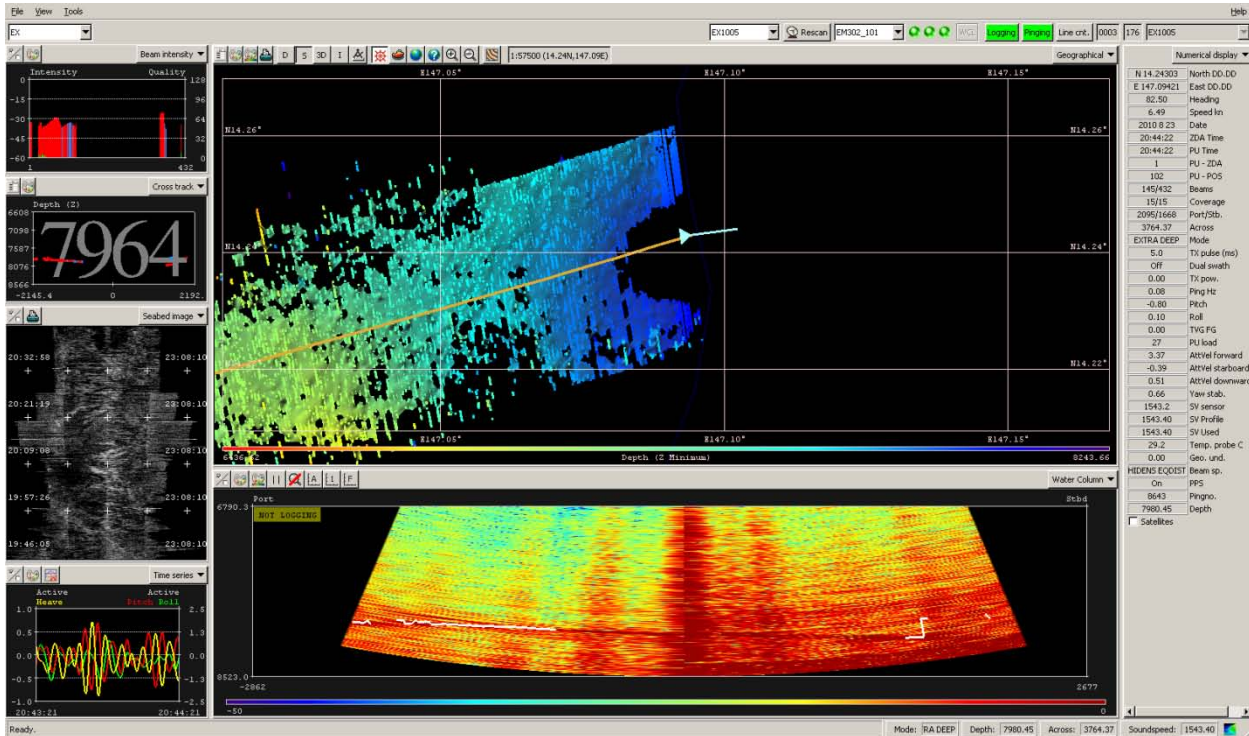 File View Tools Help
EX EX1005 Rescan EM302_101 WCL Logging Pinging Line cnt. 0003 176 EX1005
Beam intensity
Intensity Quality
0 128
-15 96
-30 64
-45 32
-60 0
1 432
Cross track
Depth (Z)
6608
7098
7587
8076
8566
7964
-2145.4 0 2192.
Seabed image
20:32:58 23:08:10
20:21:19 23:08:10
20:09:08 23:08:10
19:57:26 23:08:10
19:46:05 23:08:10
Time series
Active Active
Heave Pitch Roll
1.0 2.5
0.5 1.3
0.0 0.0
-0.5 -1.3
-1.0 -2.5
20:43:21 20:44:21
D S 3D I 1:57500 (14.24N,147.09E) Geographical
E147.05° E147.10° E147.15°
N14.26° N14.26°
N14.24° N14.24°
N14.22° N14.22°
E147.05° E147.10° E147.15°
6436.62 Depth (Z Minimum) 8243.66
A I F Water Column
Port Stbd
6790.3
NOT LOGGING
8523.0
-2862 2677
-50 0
Numerical display
N 14.24303 North DD.DD
E 147.09421 East DD.DD
82.50 Heading
6.49 Speed kn
2010 8 23 Date
20:44:22 ZDA Time
20:44:22 PU Time
1 PU - ZDA
102 PU - POS
145/432 Beams
15/15 Coverage
2095/1668 Port/Stb.
3764.37 Across
EXTRA DEEP Mode
5.0 TX pulse (ms)
Off Dual swath
0.00 TX pow.
0.08 Ping Hz
-0.80 Pitch
0.10 Roll
0.00 TVG FG
27 PU load
3.37 AttVel forward
-0.39 AttVel starboard
0.51 AttVel downward
0.66 Yaw stab.
1543.2 SV sensor
1543.40 SV Profile
1543.40 SV Used
29.2 Temp. probe C
0.00 Geo. und.
HIDENS EQDIST Beam sp.
On PPS
8643 Pingno.
7980.45 Depth
Satellites
Ready. Mode: RA DEEP Depth: 7980.45 Across: 3764.37 Soundspeed: 1543.40